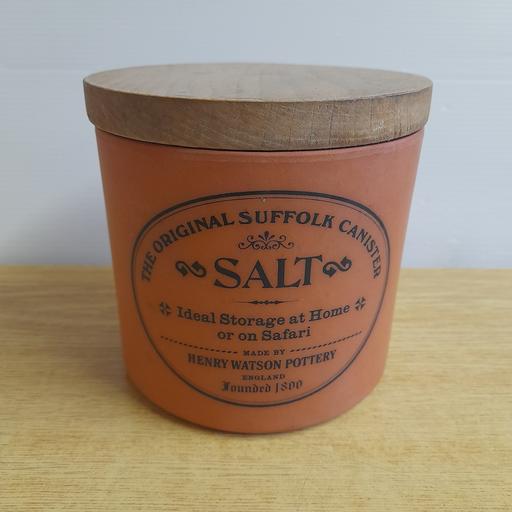 THE ORIGINAL SUFFOLK CANISTER
SALT
Ideal Storage at Home
or on Safari
MADE BY
HENRY WATSON POTTERY
ENGLAND
Founded 1800